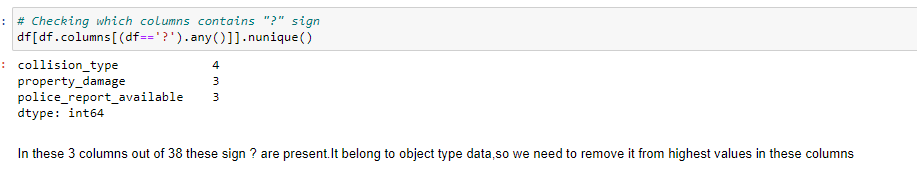 : # Checking which columns contains "?" sign
df[df.columns[(df=='?').any()]].nunique()
: collision_type 4
property_damage 3
police_report_available 3
dtype: int64
In these 3 columns out of 38 these sign ? are present.It belong to object type data,so we need to remove it from highest values in these columns